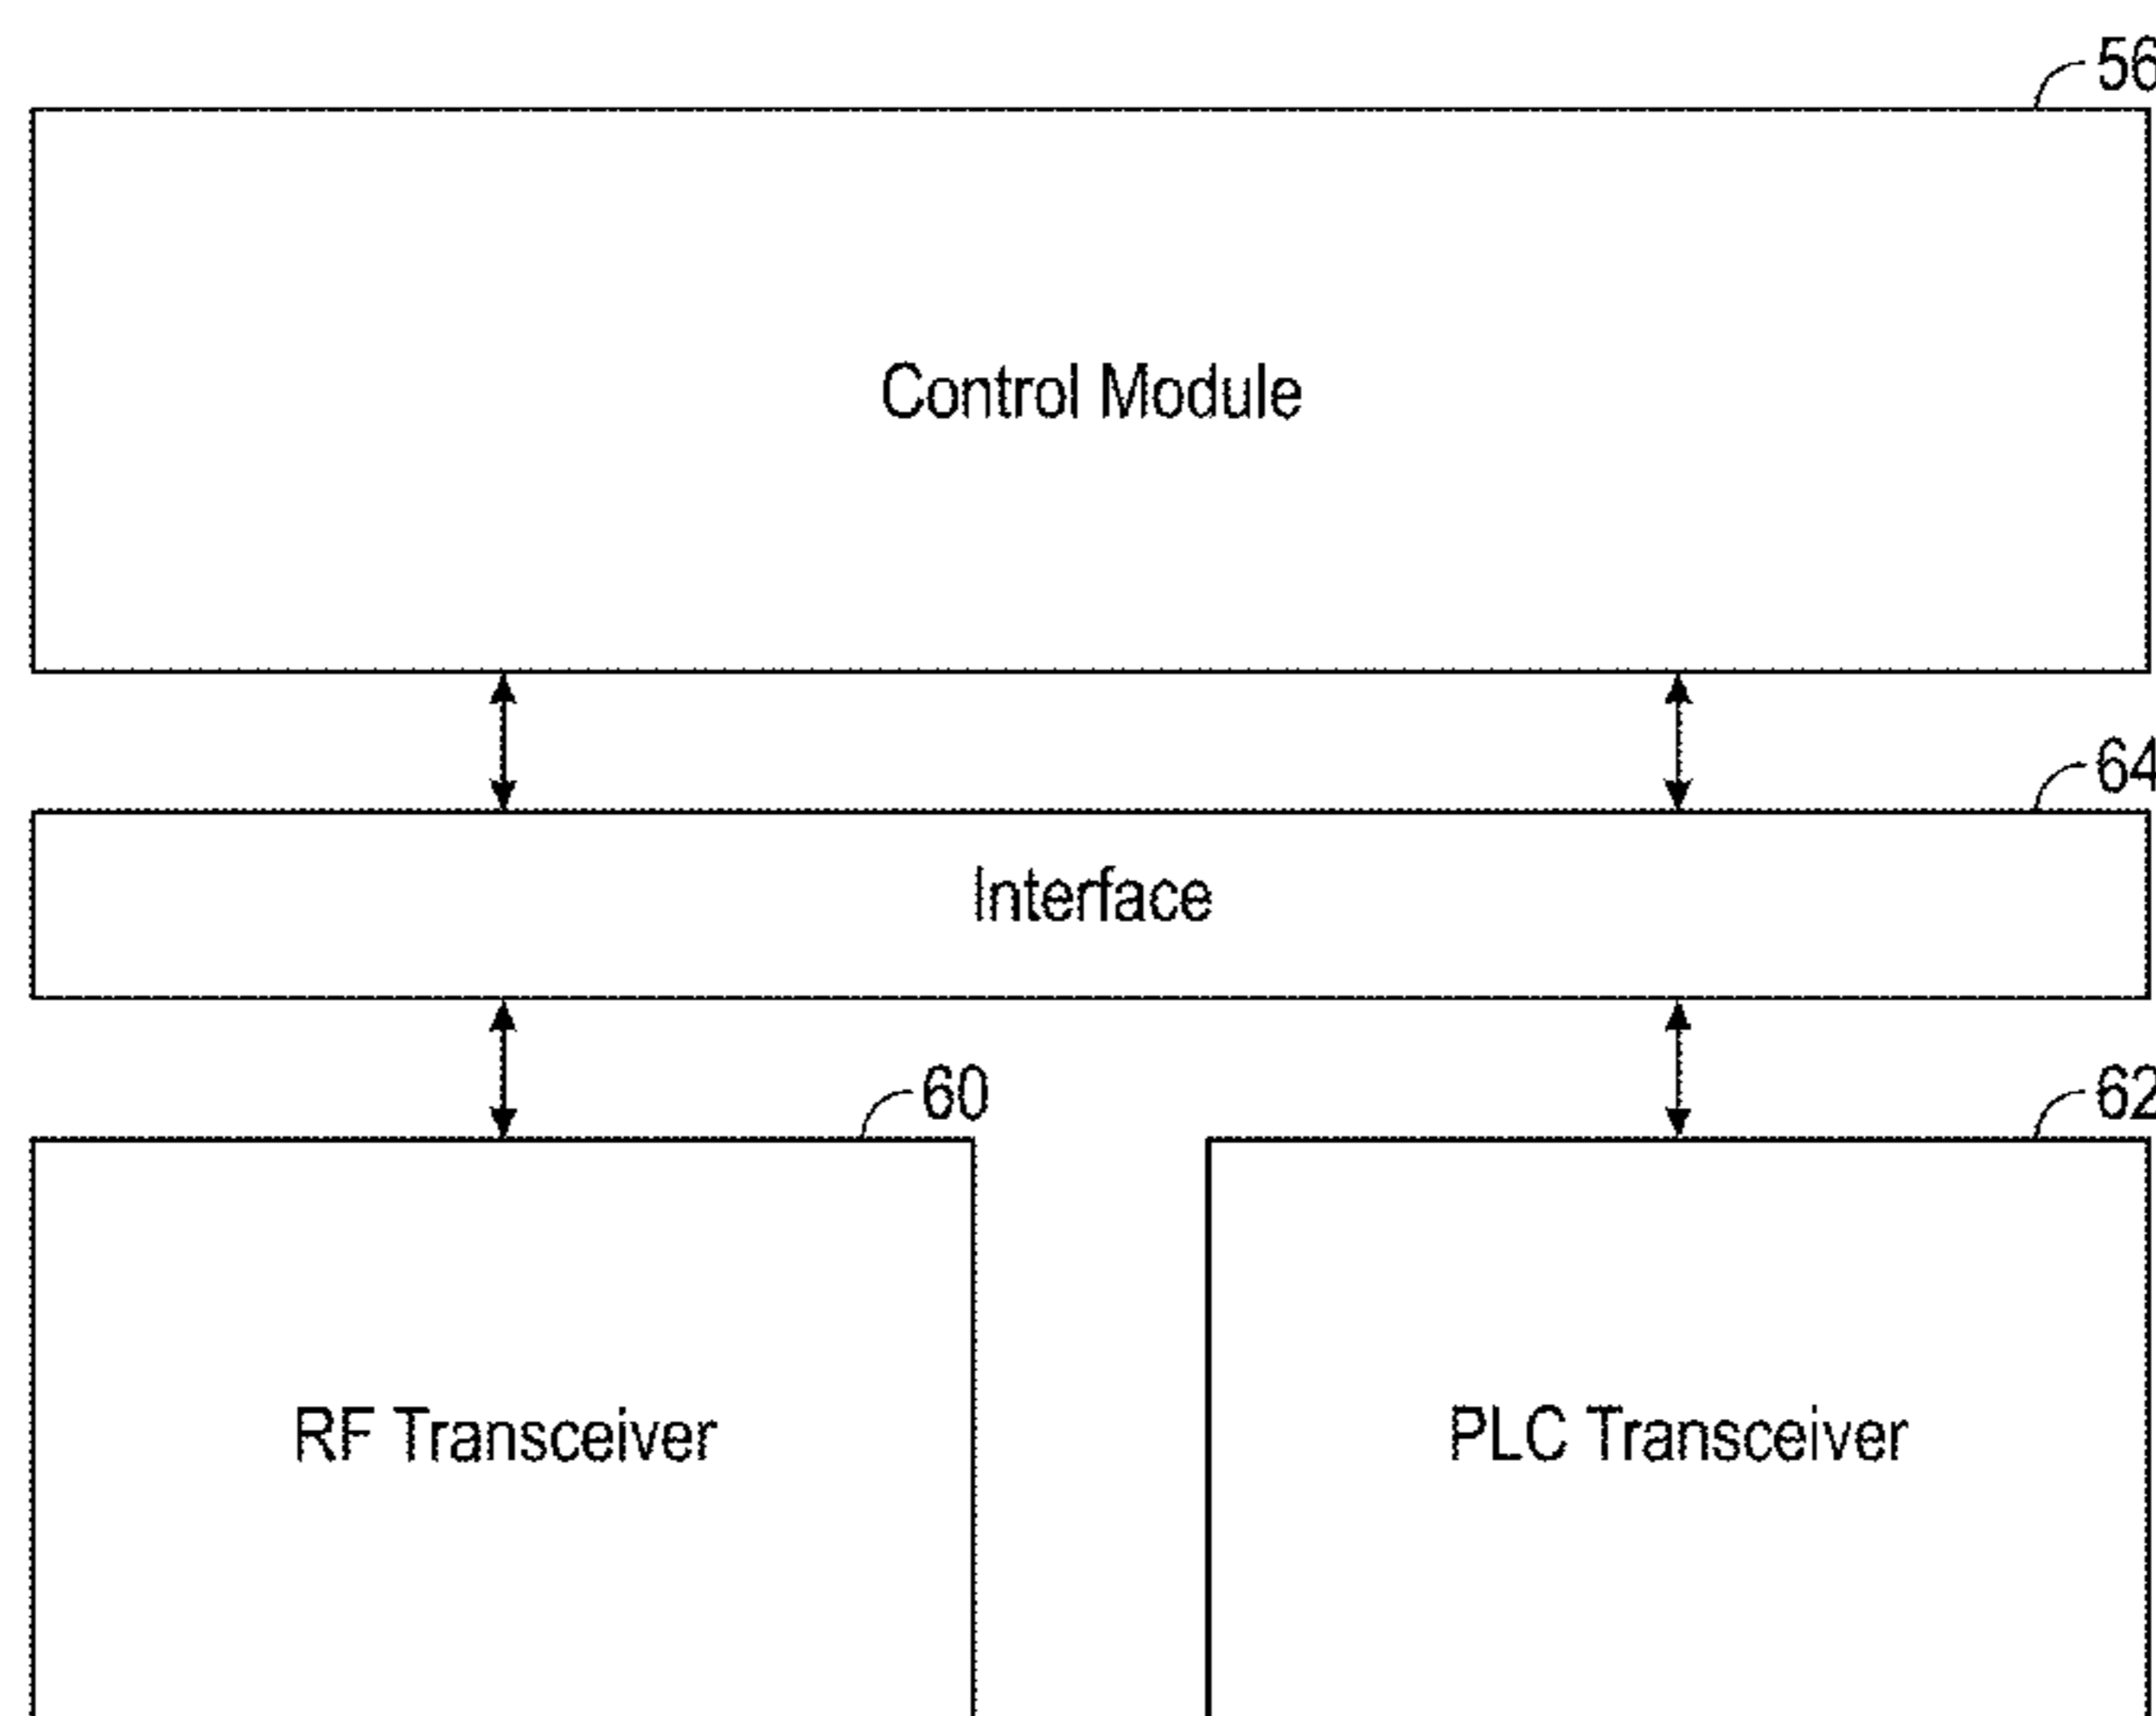 56
Control Module
64
Interface
60
62
RF Transceiver
PLC Transceiver